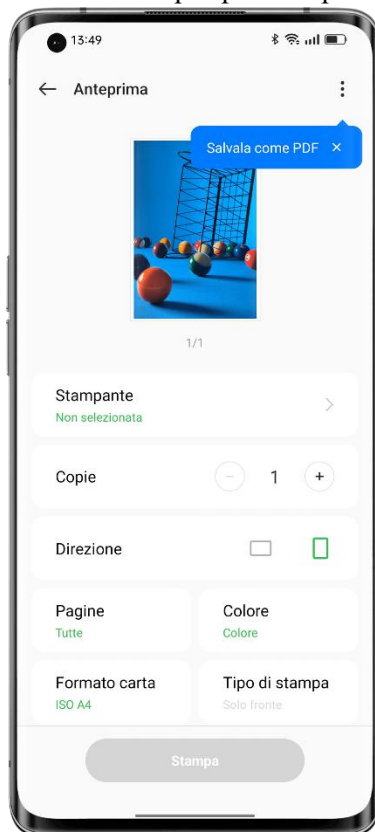 13:49
Anteprima
Salvala come PDF ×
1/1
Stampante
Non selezionata
Copie
1
Direzione
Pagine
Tutte
Colore
Colore
Formato carta
ISO A4
Tipo di stampa
Solo fronte
Stampa